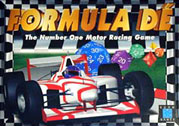 FORMULA DÉ
The Number One Motor Racing Game